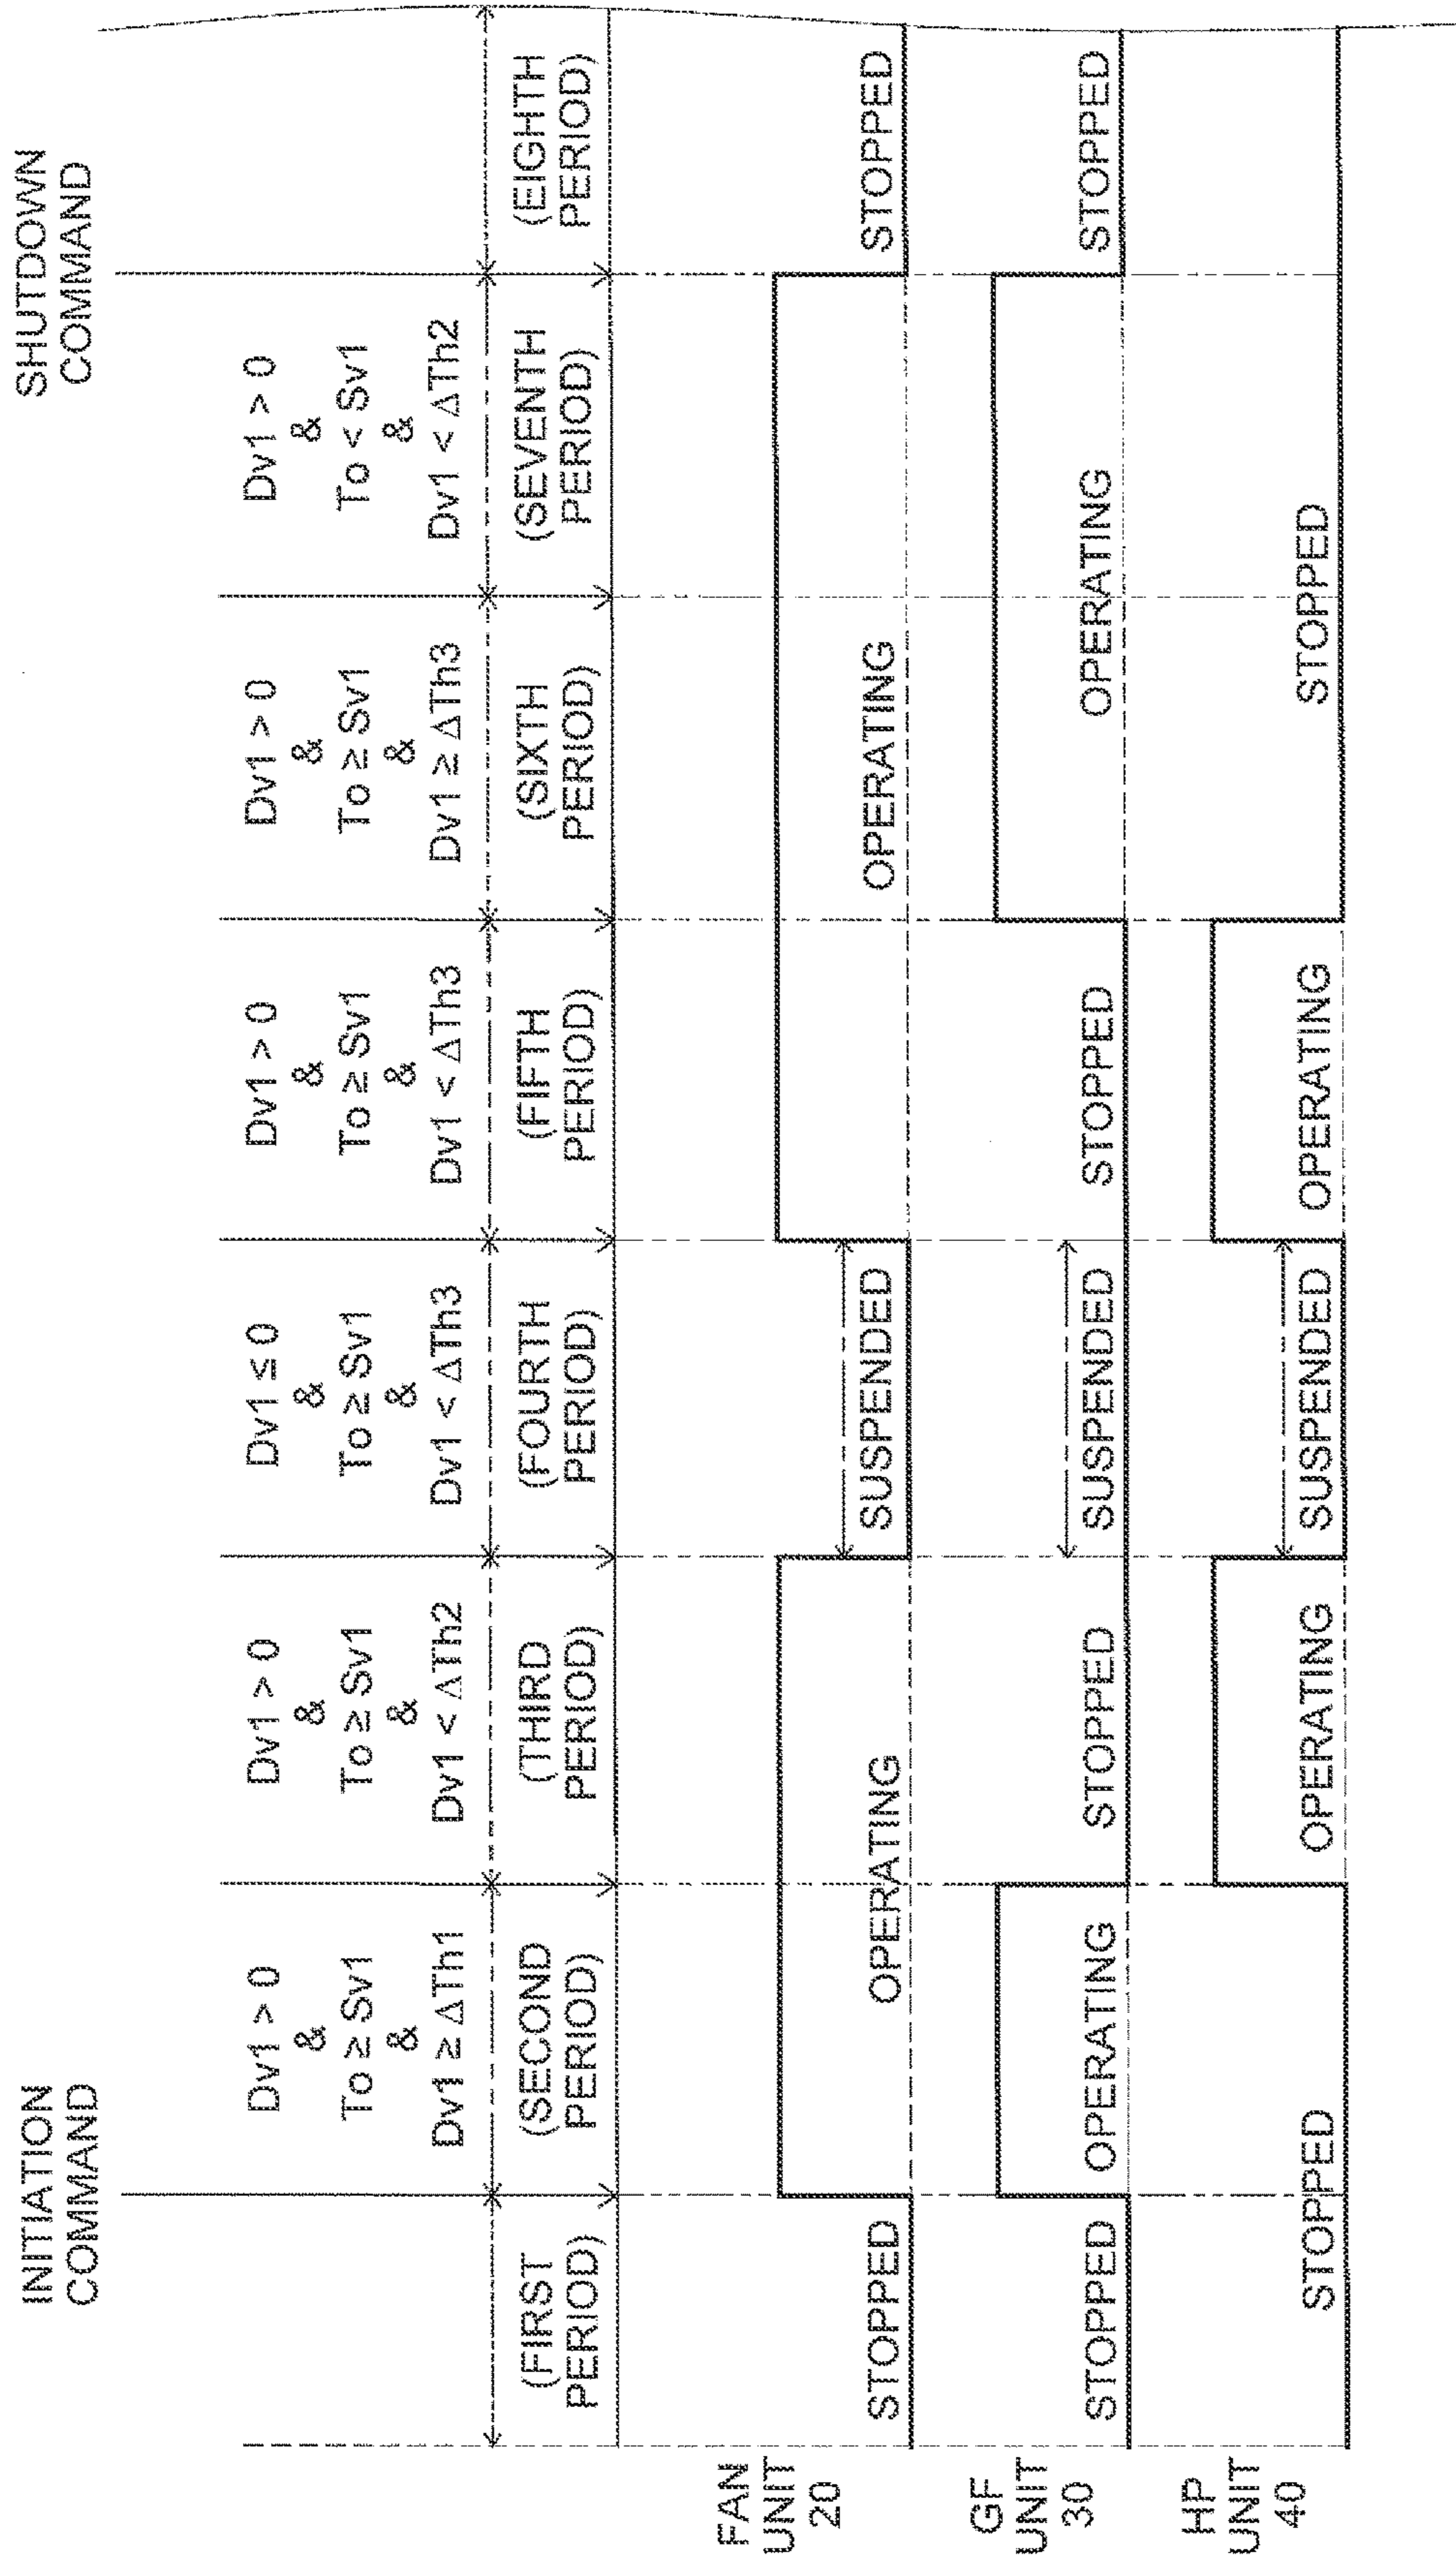 INITIATION
COMMAND
SHUTDOWN
COMMAND
Dv1 > 0
&
To ≥ Sv1
&
Dv1 ≥ ΔTh1
Dv1 > 0
&
To ≥ Sv1
&
Dv1 < ΔTh2
Dv1 ≤ 0
&
To ≥ Sv1
&
Dv1 < ΔTh3
Dv1 > 0
&
To ≥ Sv1
&
Dv1 < ΔTh3
Dv1 > 0
&
To ≥ Sv1
&
Dv1 ≥ ΔTh3
Dv1 > 0
&
To < Sv1
&
Dv1 < ΔTh2
(FIRST
PERIOD)
(SECOND
PERIOD)
(THIRD
PERIOD)
(FOURTH
PERIOD)
(FIFTH
PERIOD)
(SIXTH
PERIOD)
(SEVENTH
PERIOD)
(EIGHTH
PERIOD)
FAN
UNIT
20
STOPPED
OPERATING
SUSPENDED
OPERATING
STOPPED
GF
UNIT
30
STOPPED
OPERATING
STOPPED
SUSPENDED
STOPPED
OPERATING
STOPPED
HP
UNIT
40
STOPPED
OPERATING
SUSPENDED
OPERATING
STOPPED